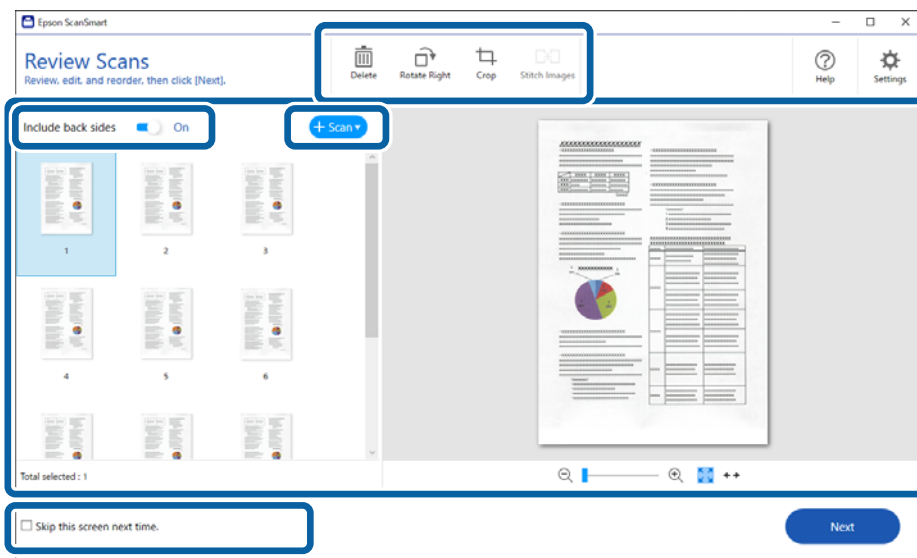 Epson ScanSmart
Review Scans
Review, edit, and reorder, then click [Next].
Delete
Rotate Right
Crop
Stitch Images
Help
Settings
Include back sides
On
+ Scan
1
2
3
4
5
6
Total selected : 1
Skip this screen next time.
Next